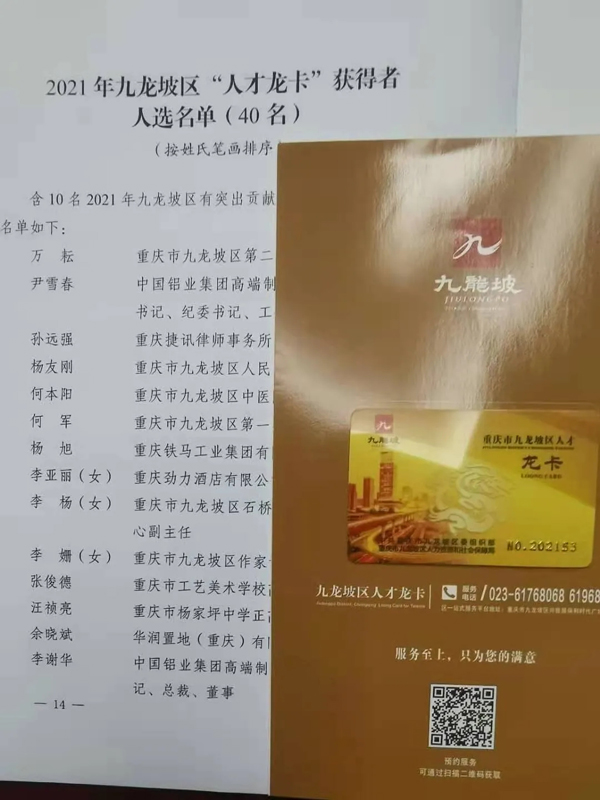 2021年九龙坡区“人才龙卡”获得者
人选名单(40名)
(按姓氏笔画排序
含10名2021年九龙坡区有突出贡献
名单如下:
万 耘 重庆市九龙坡区第二
尹雪春 中国铝业集团高端制
书记、纪委书记、工
孙远强 重庆捷讯律师事务所
杨友刚 重庆市九龙坡区人民
何本阳 重庆市九龙坡区中医
何 军 重庆市九龙坡区第一
杨 旭 重庆铁马工业集团有
李亚丽(女) 重庆劲力酒店有限公
李 杨(女) 重庆市九龙坡区石桥
心副主任
李 姗(女) 重庆市九龙坡区作家
张俊德 重庆市工艺美术学校
汪祯亮 重庆市杨家坪中学正高
余晓斌 华润置地(重庆)有
李谢华 中国铝业集团高端制
记、总裁、董事
— 14 —
九
九龍坡
JIULONGPO
九龙坡
重庆市九龙坡区人才
龙卡
NO.202153
九龙坡区人才龙卡
服务电话 / 023-61768068 61968
服务至上,只为您的满意
预约服务
可通过扫描二维码获取